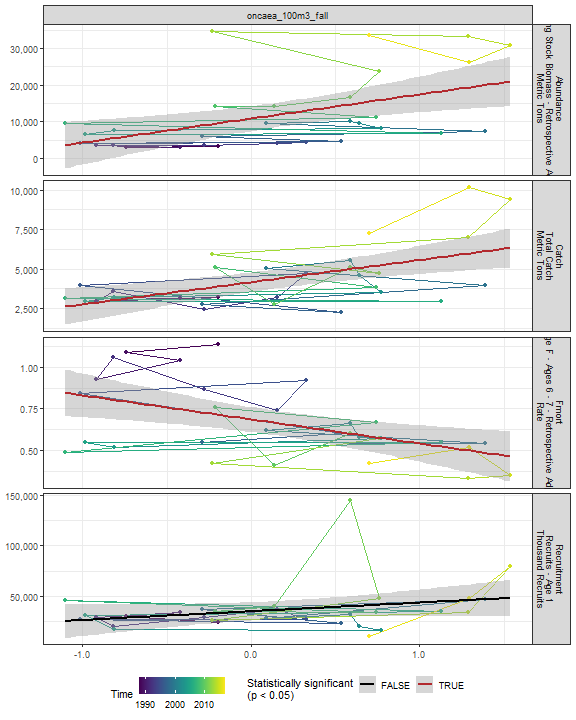 oncaea_100m3_fall
30,000
20,000
10,000
0
Abundance
ng Stock Biomass - Retrospective A
Metric Tons
10,000
7,500
5,000
2,500
Catch
Total Catch
Metric Tons
1.00
0.75
0.50
Fmort
ge F - Ages 6 - 7 - Retrospective Ad
Rate
150,000
100,000
50,000
Recruitment
Recruits - Age 1
Thousand Recruits
-1.0
0.0
1.0
Time
1990 2000 2010
Statistically significant
(p < 0.05)
FALSE
TRUE